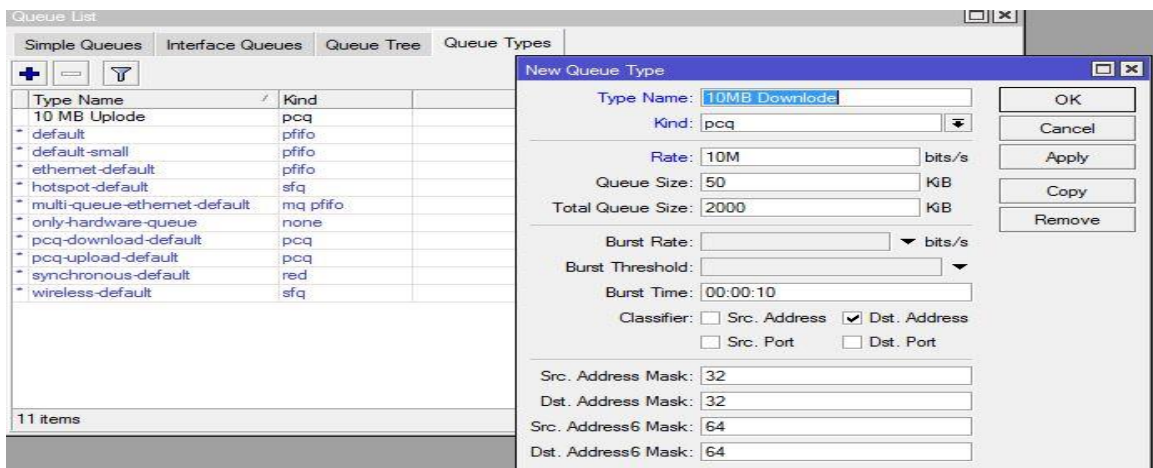 Queue List
Simple Queues Interface Queues Queue Tree Queue Types
Type Name Kind
10 MB Uplode pcq
* default pfifo
* default-small pfifo
* ethernet-default pfifo
* hotspot-default sfq
* multi-queue-ethernet-default mq pfifo
* only-hardware-queue none
* pcq-download-default pcq
* pcq-upload-default pcq
* synchronous-default red
* wireless-default sfq
11 items
New Queue Type
Type Name: 10MB Downlode
Kind: pcq
Rate: 10M bits/s
Queue Size: 50 KiB
Total Queue Size: 2000 KiB
Burst Rate: bits/s
Burst Threshold:
Burst Time: 00:00:10
Classifier: Src. Address Dst. Address
Src. Port Dst. Port
Src. Address Mask: 32
Dst. Address Mask: 32
Src. Address6 Mask: 64
Dst. Address6 Mask: 64
OK
Cancel
Apply
Copy
Remove